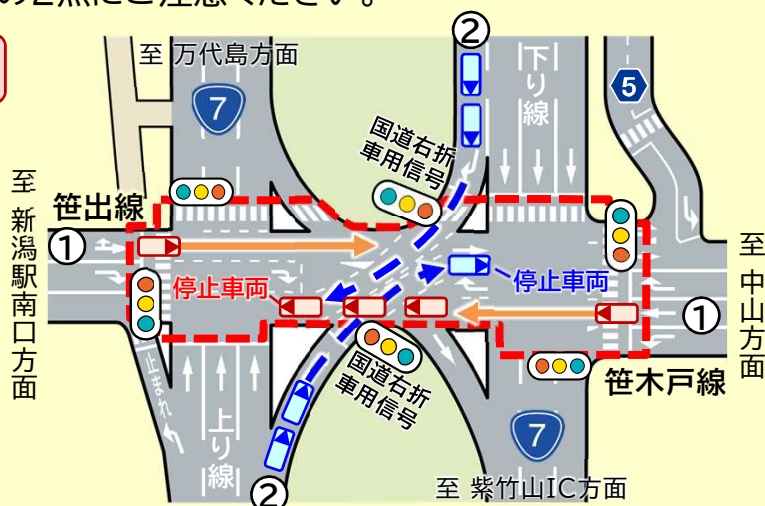 の2点にご注意ください。
至 万代島方面
②
下り線
7
5
国道右折
車用信号
至 新潟駅南口方面
笹出線
①
停止車両
停止車両
①
至 中山方面
国道右折
車用信号
笹木戸線
止まれ
上り線
7
②
至 紫竹山IC方面